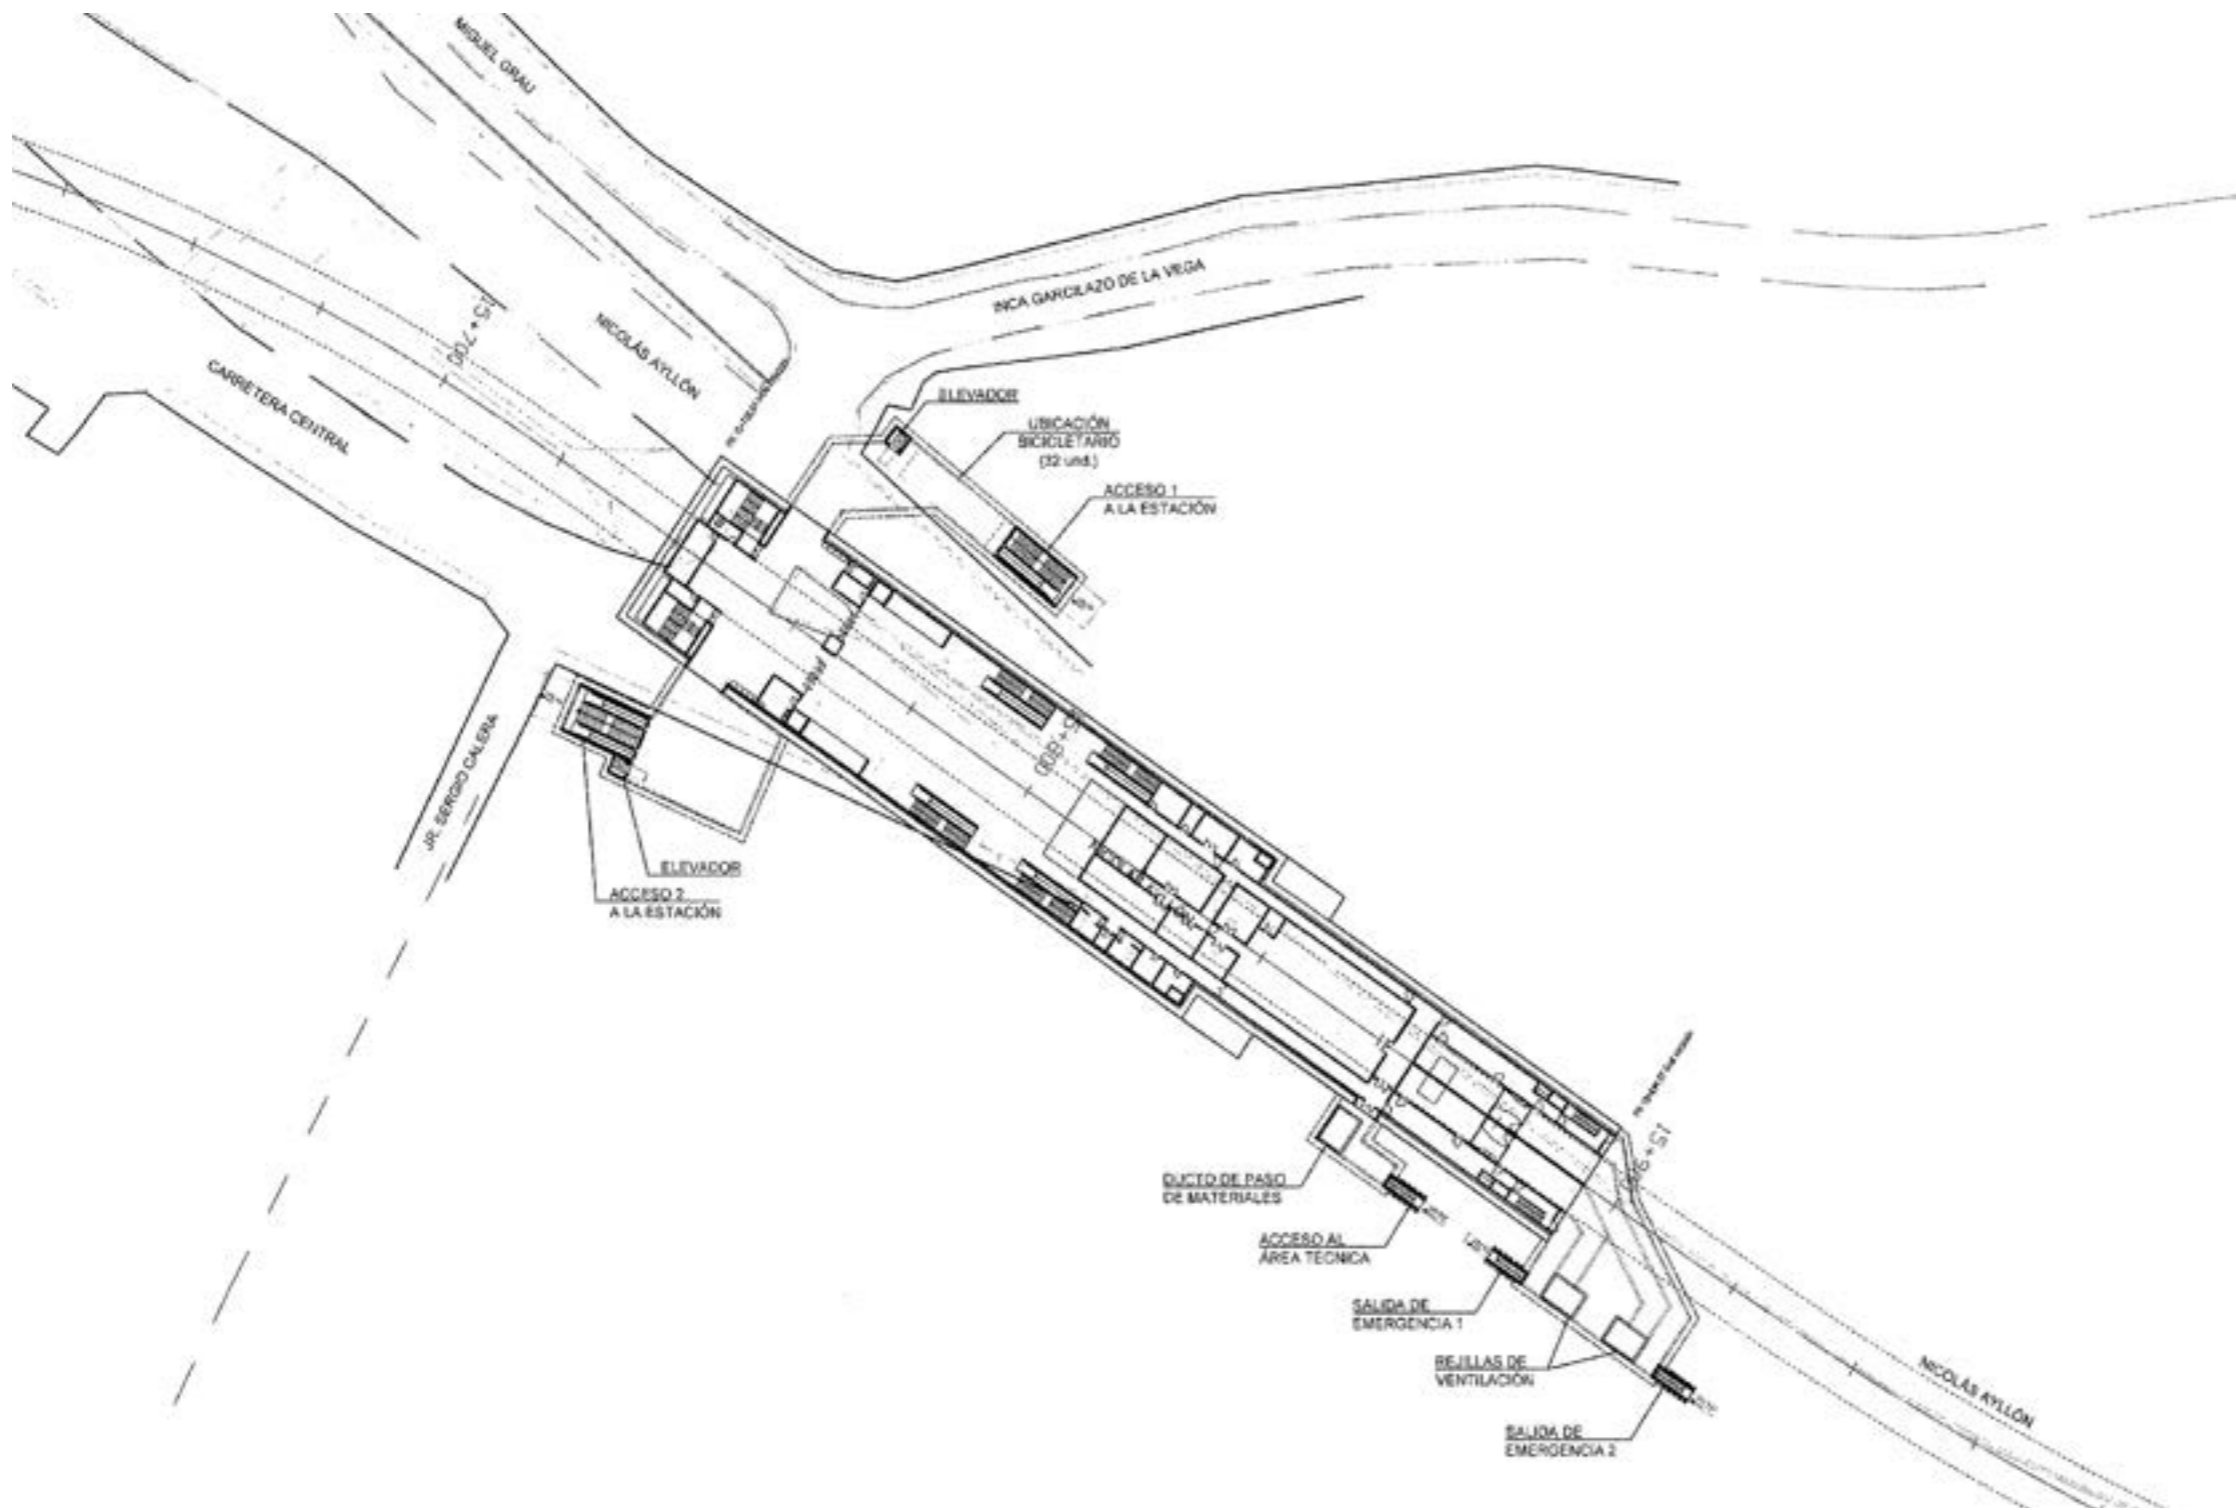 MIGUEL GRAU
INCA GARCILAZO DE LA VEGA
15+700
NICOLÁS AYLLÓN
CARRETERA CENTRAL
ELEVADOR
UBICACIÓN
BICICLETARIO
(32 und.)
ACCESO 1
A LA ESTACIÓN
JR. SERGIO CALERA
15+800
ELEVADOR
ACCESO 2
A LA ESTACIÓN
NICOLÁS AYLLÓN
DUCTO DE PASO
DE MATERIALES
ACCESO AL
ÁREA TÉCNICA
SALIDA DE
EMERGENCIA 1
REJILLAS DE
VENTILACIÓN
SALIDA DE
EMERGENCIA 2
NICOLÁS AYLLÓN